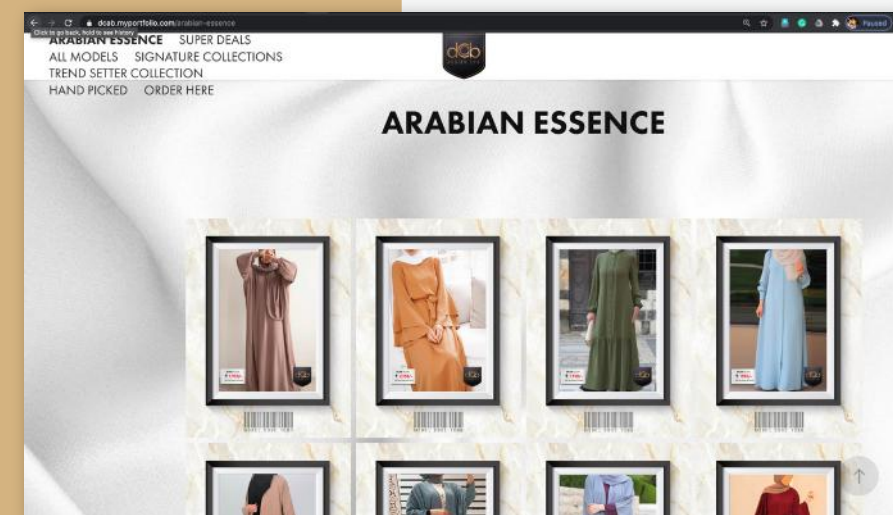 dcab.myportfolio.com/arabian-essence
Paused
Click to go back, hold to see history
ARABIAN ESSENCE SUPER DEALS
ALL MODELS SIGNATURE COLLECTIONS
TREND SETTER COLLECTION
HAND PICKED ORDER HERE
dCab
ARABIAN ESSENCE